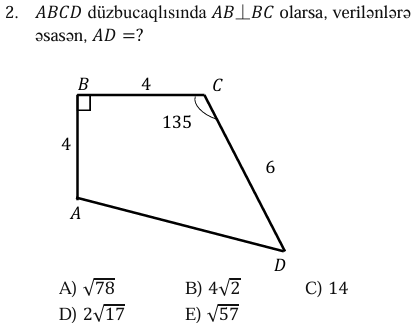 2. ABCD düzbucaqlısında AB⊥BC olarsa, verilənlərə
əsasən, AD =?
B 4 C
135
4
6
A
D
A) √78 B) 4√2 C) 14
D) 2√17 E) √57